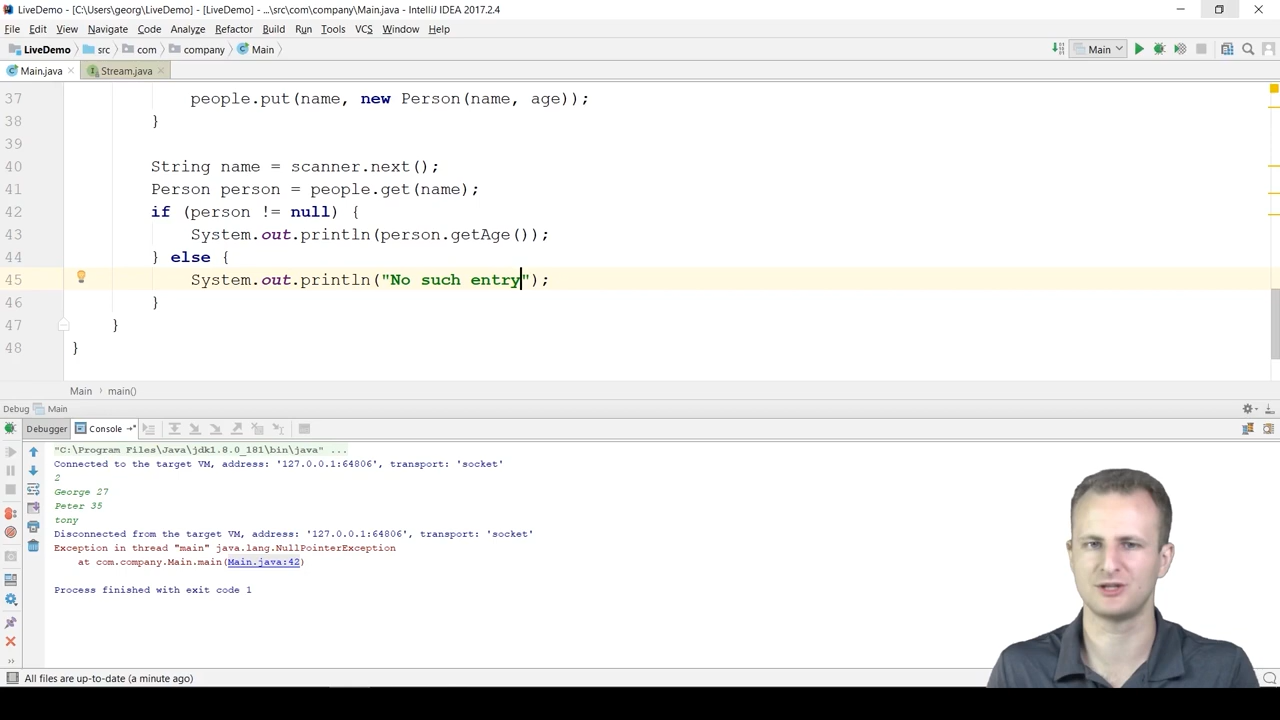 LiveDemo - [C:\Users\georg\LiveDemo] - [LiveDemo] - ...\src\com\company\Main.java - IntelliJ IDEA 2017.2.4
File Edit View Navigate Code Analyze Refactor Build Run Tools VCS Window Help
LiveDemo src com company Main Main
Main.java Stream.java
37 people.put(name, new Person(name, age));
38 }
39
40 String name = scanner.next();
41 Person person = people.get(name);
42 if (person != null) {
43 System.out.println(person.getAge());
44 } else {
45 System.out.println("No such entry");
46 }
47 }
48 }
Main › main()
Debug Main
Debugger Console
"C:\Program Files\Java\jdk1.8.0_181\bin\java" ...
Connected to the target VM, address: '127.0.0.1:64806', transport: 'socket'
2
George 27
Peter 35
tony
Disconnected from the target VM, address: '127.0.0.1:64806', transport: 'socket'
Exception in thread "main" java.lang.NullPointerException
at com.company.Main.main(Main.java:42)
Process finished with exit code 1
All files are up-to-date (a minute ago)